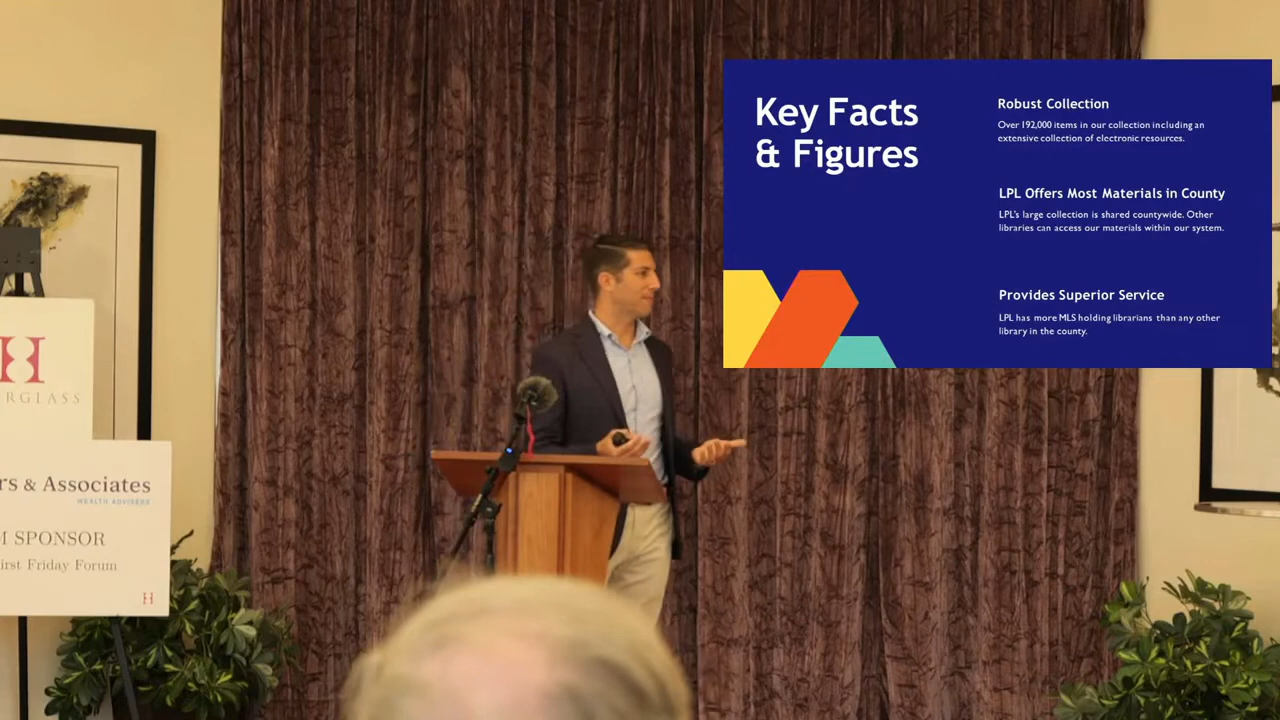 Key Facts
& Figures
Robust Collection
Over 192,000 items in our collection including an
extensive collection of electronic resources.
LPL Offers Most Materials in County
LPL's large collection is shared countywide. Other
libraries can access our materials within our system.
Provides Superior Service
LPL has more MLS holding librarians than any other
library in the county.
H
RGLASS
rs & Associates
WEALTH ADVISERS
M SPONSOR
irst Friday Forum
H